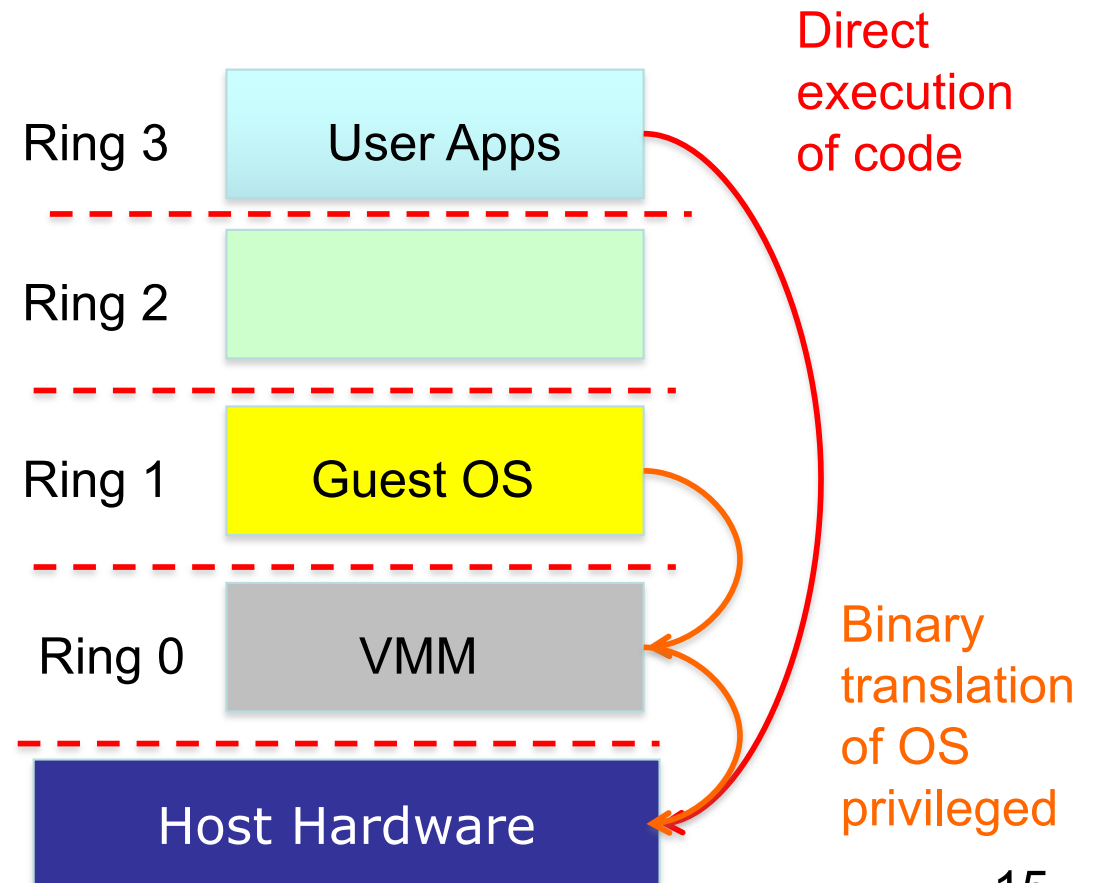 Direct
execution
of code
Ring 3
User Apps
Ring 2
Ring 1
Guest OS
Ring 0
VMM
Binary
translation
of OS
privileged
Host Hardware
15